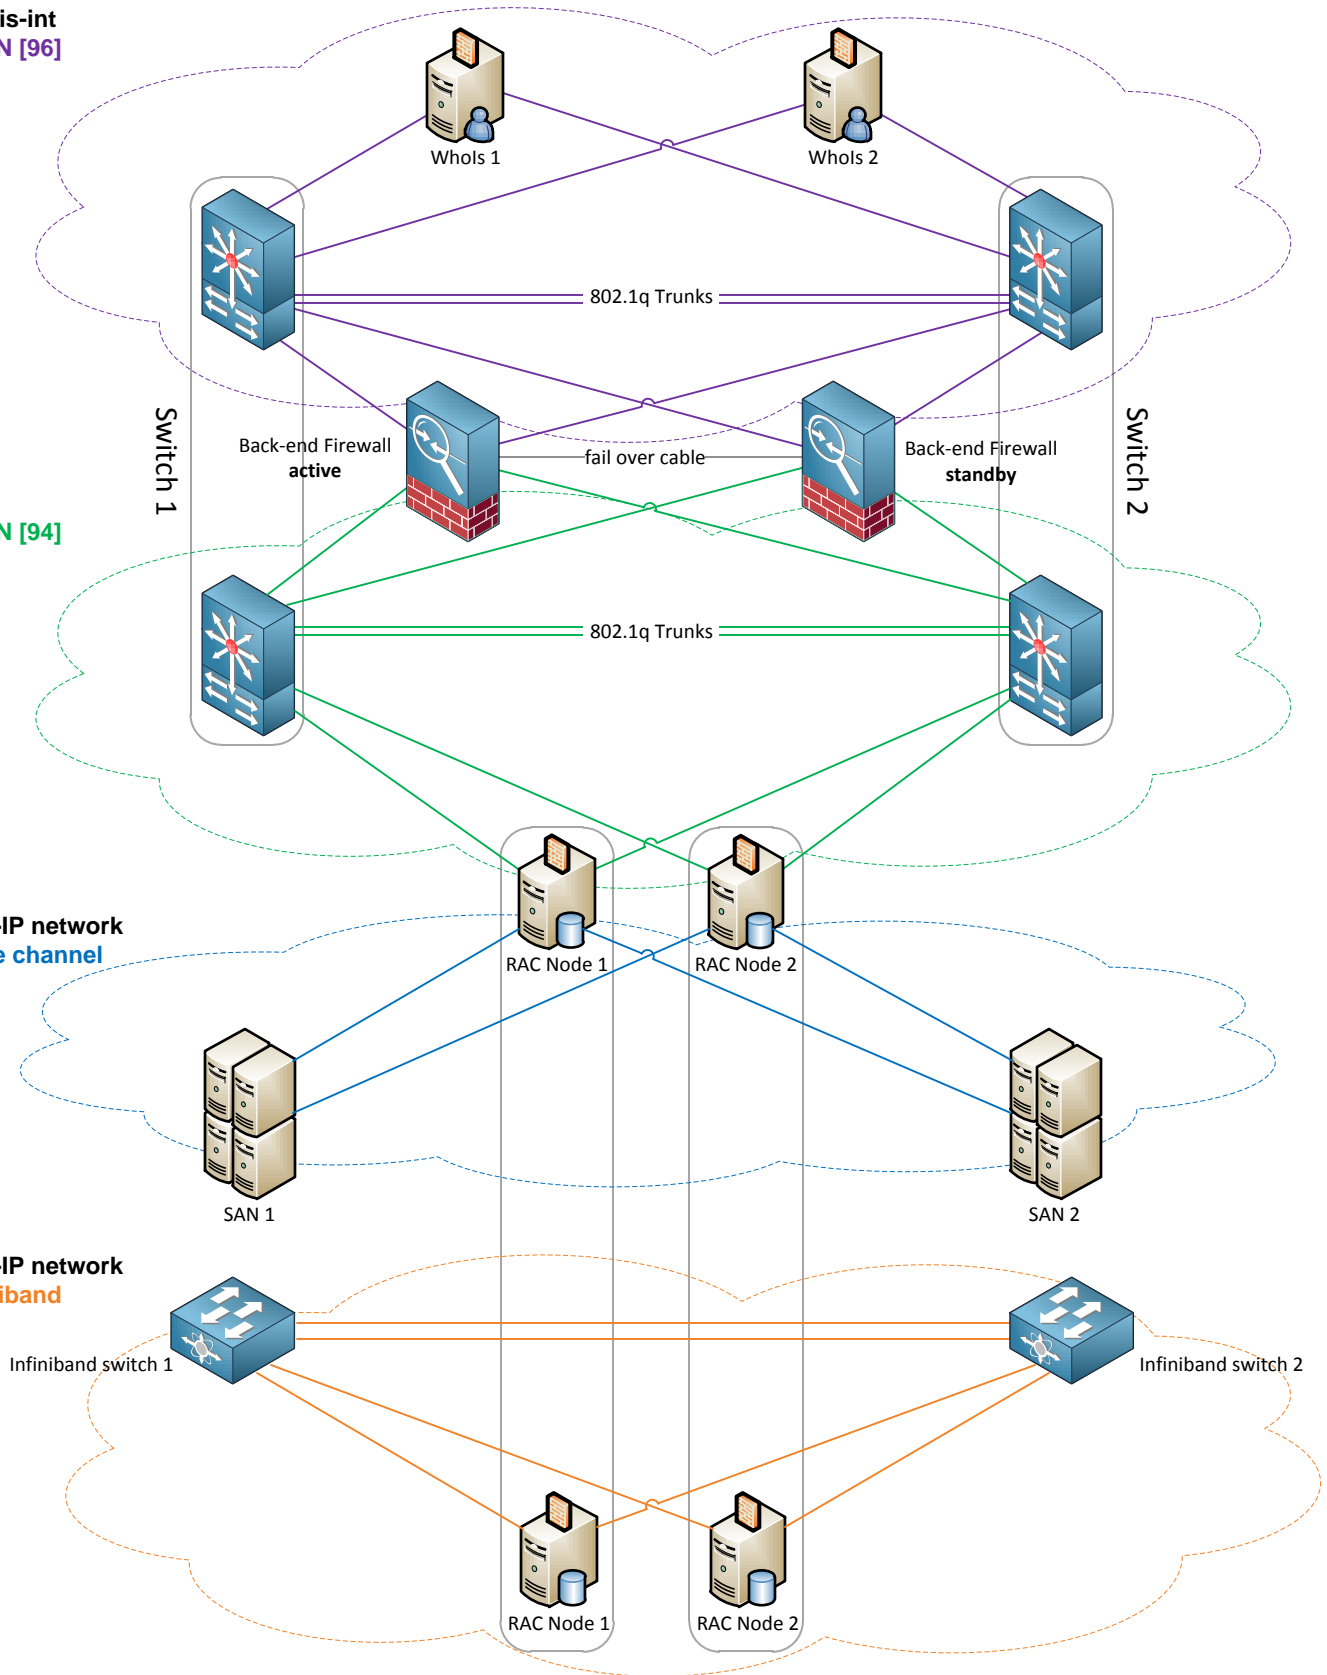 is-int
N [96]
WhoIs 1
WhoIs 2
802.1q Trunks
Switch 1
Switch 2
Back-end Firewall
active
fail over cable
Back-end Firewall
standby
N [94]
802.1q Trunks
-IP network
e channel
RAC Node 1
RAC Node 2
SAN 1
SAN 2
-IP network
iband
Infiniband switch 1
Infiniband switch 2
RAC Node 1
RAC Node 2